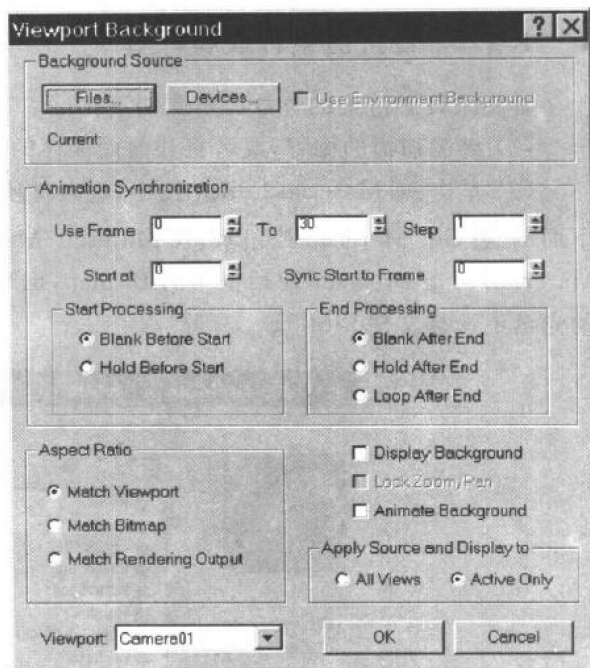 Viewport Background
Background Source
Files... Devices... Use Environment Background
Current:
Animation Synchronization
Use Frame 0 To 30 Step 1
Start at 0 Sync Start to Frame 0
Start Processing
Blank Before Start
Hold Before Start
End Processing
Blank After End
Hold After End
Loop After End
Aspect Ratio
Match Viewport
Match Bitmap
Match Rendering Output
Display Background
Lock Zoom/Pan
Animate Background
Apply Source and Display to
All Views Active Only
Viewport: Camera01 OK Cancel